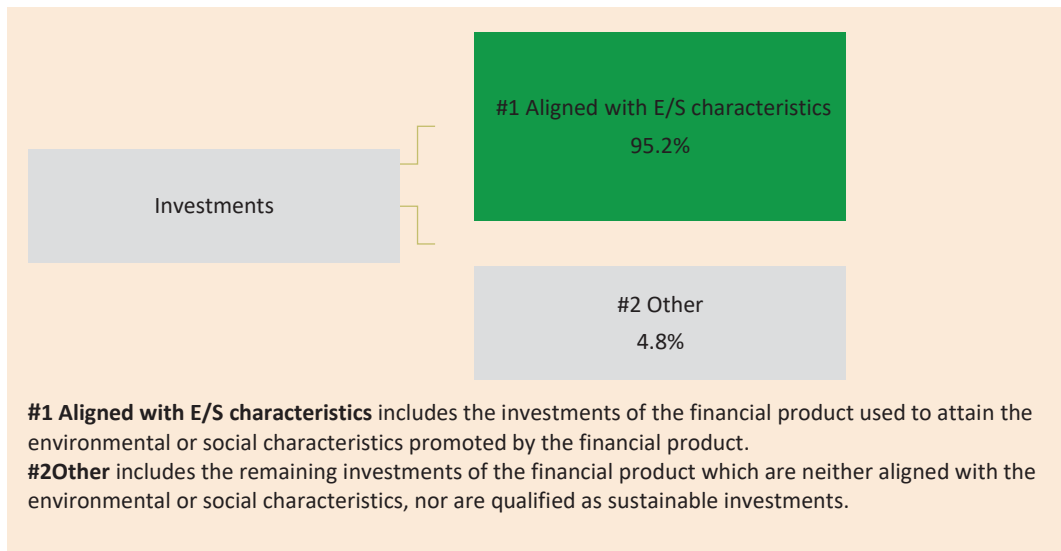 #1 Aligned with E/S characteristics
95.2%
Investments
#2 Other
4.8%
#1 Aligned with E/S characteristics includes the investments of the financial product used to attain the
environmental or social characteristics promoted by the financial product.
#2Other includes the remaining investments of the financial product which are neither aligned with the
environmental or social characteristics, nor are qualified as sustainable investments.